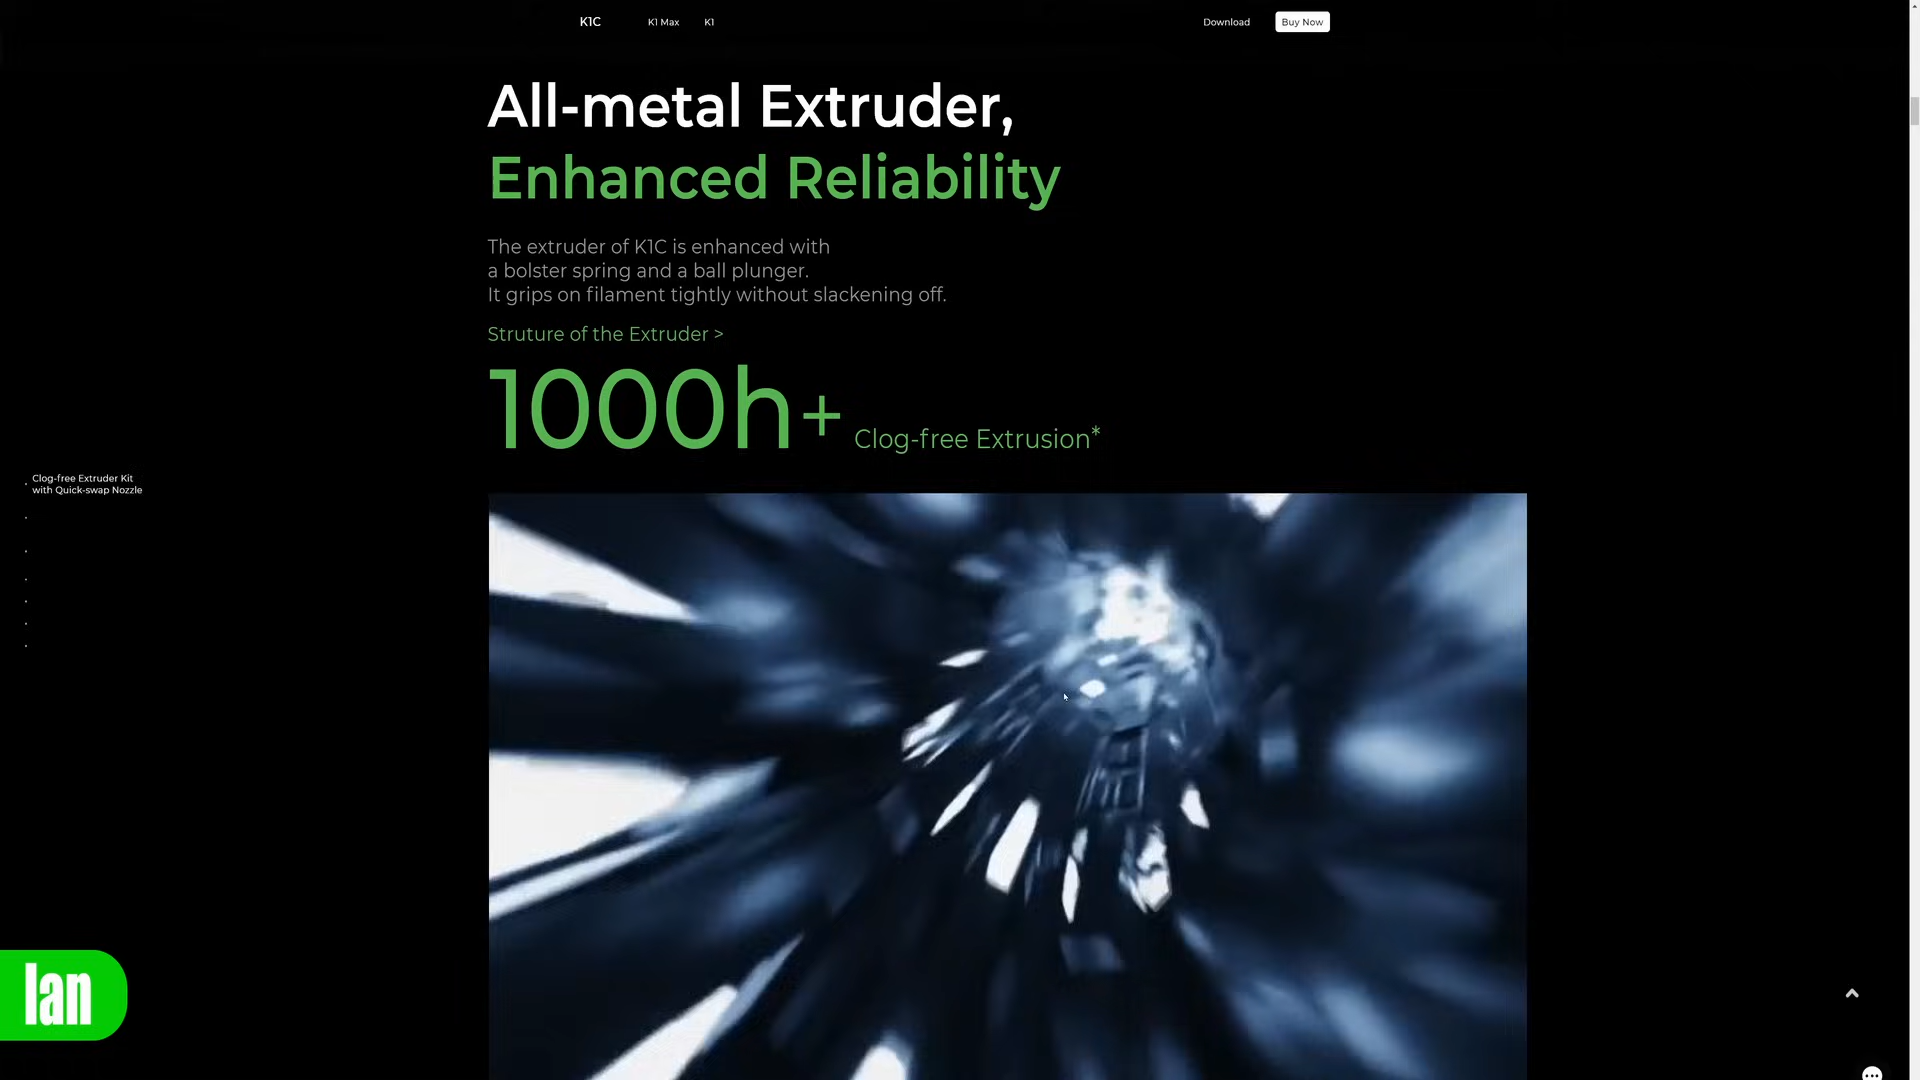 K1C
K1 Max
K1
Download
Buy Now
All-metal Extruder,
Enhanced Reliability
The extruder of K1C is enhanced with
a bolster spring and a ball plunger.
It grips on filament tightly without slackening off.
Struture of the Extruder >
1000h+ Clog-free Extrusion*
Clog-free Extruder Kit
with Quick-swap Nozzle
Ian